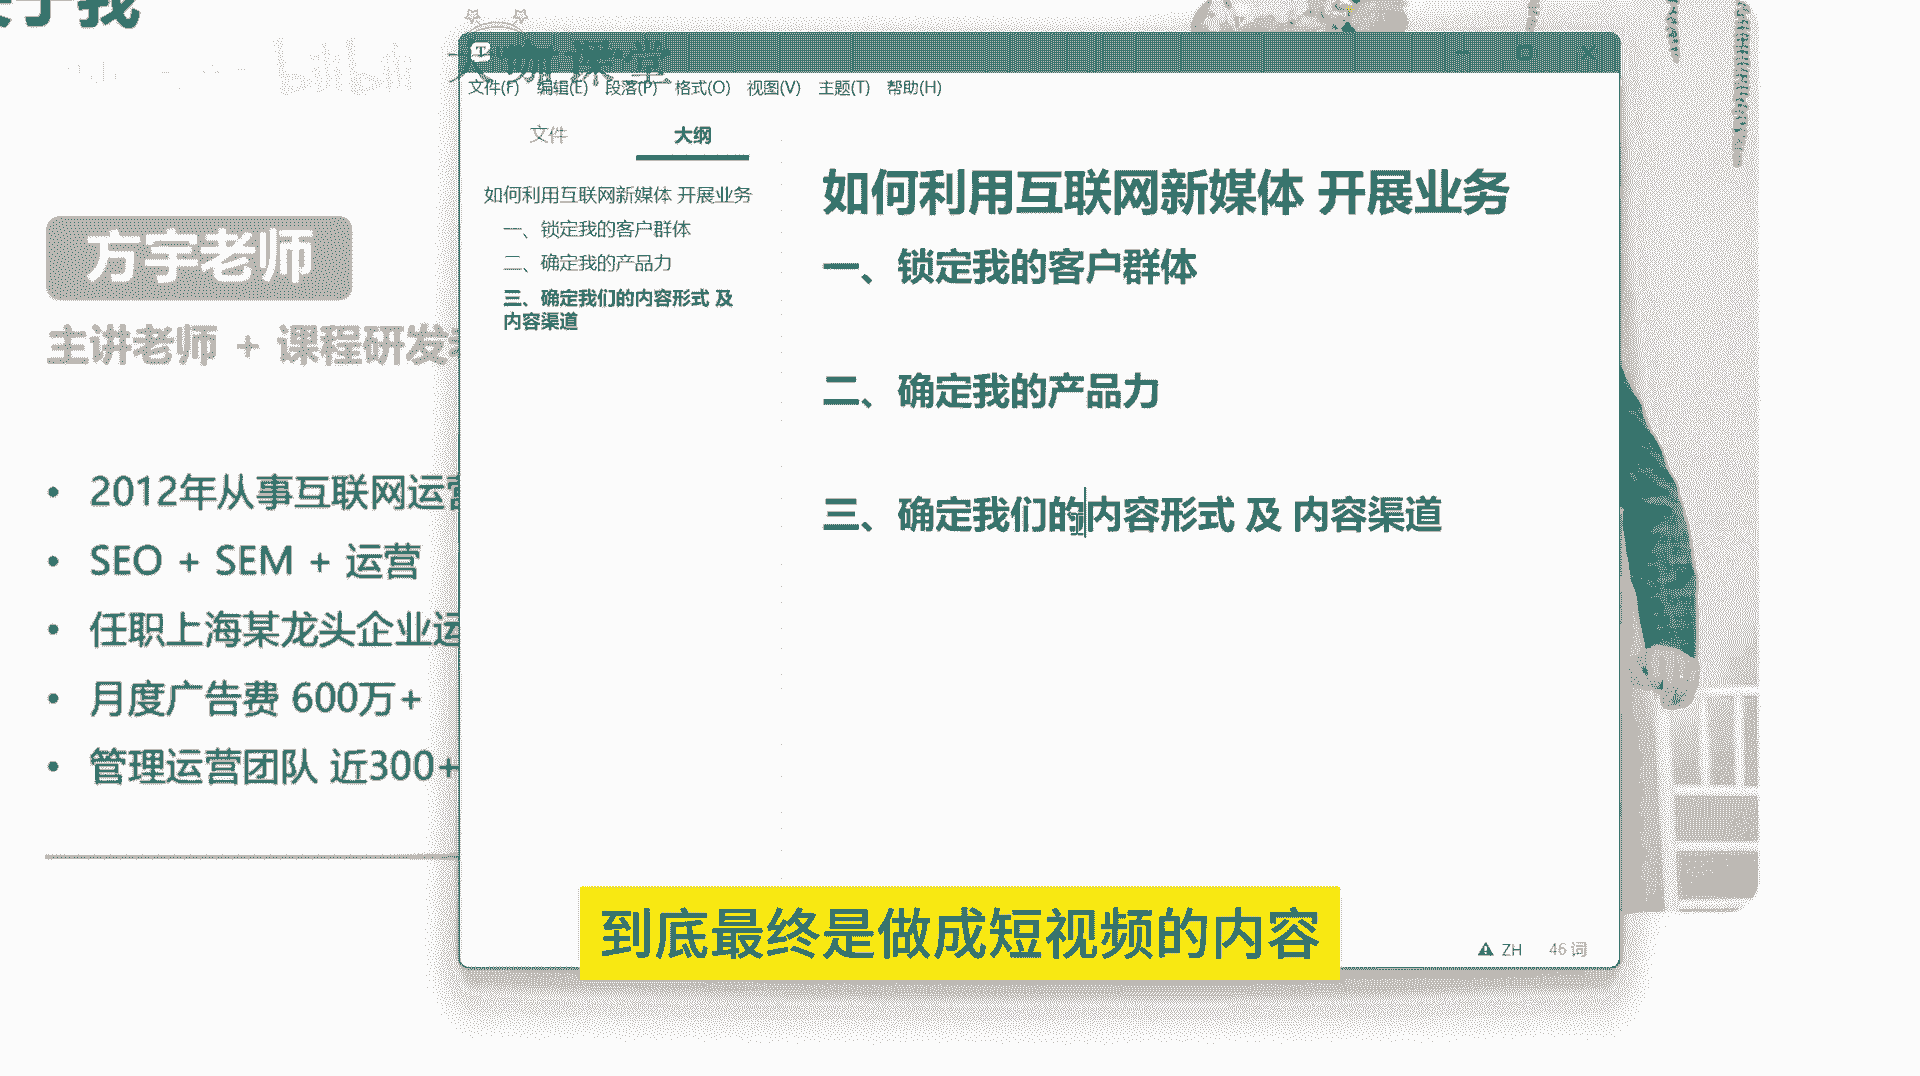 于我
bilibili
大咖课堂
方宇老师
主讲老师 + 课程研发
2012年从事互联网运营
SEO + SEM + 运营
任职上海某龙头企业运
月度广告费 600万+
管理运营团队 近300+
文件(F) 编辑(E) 段落(P) 格式(O) 视图(V) 主题(T) 帮助(H)
文件 大纲
如何利用互联网新媒体 开展业务
一、锁定我的客户群体
二、确定我的产品力
三、确定我们的内容形式 及
内容渠道
如何利用互联网新媒体 开展业务
一、锁定我的客户群体
二、确定我的产品力
三、确定我们的内容形式 及 内容渠道
到底最终是做成短视频的内容
ZH 46 词